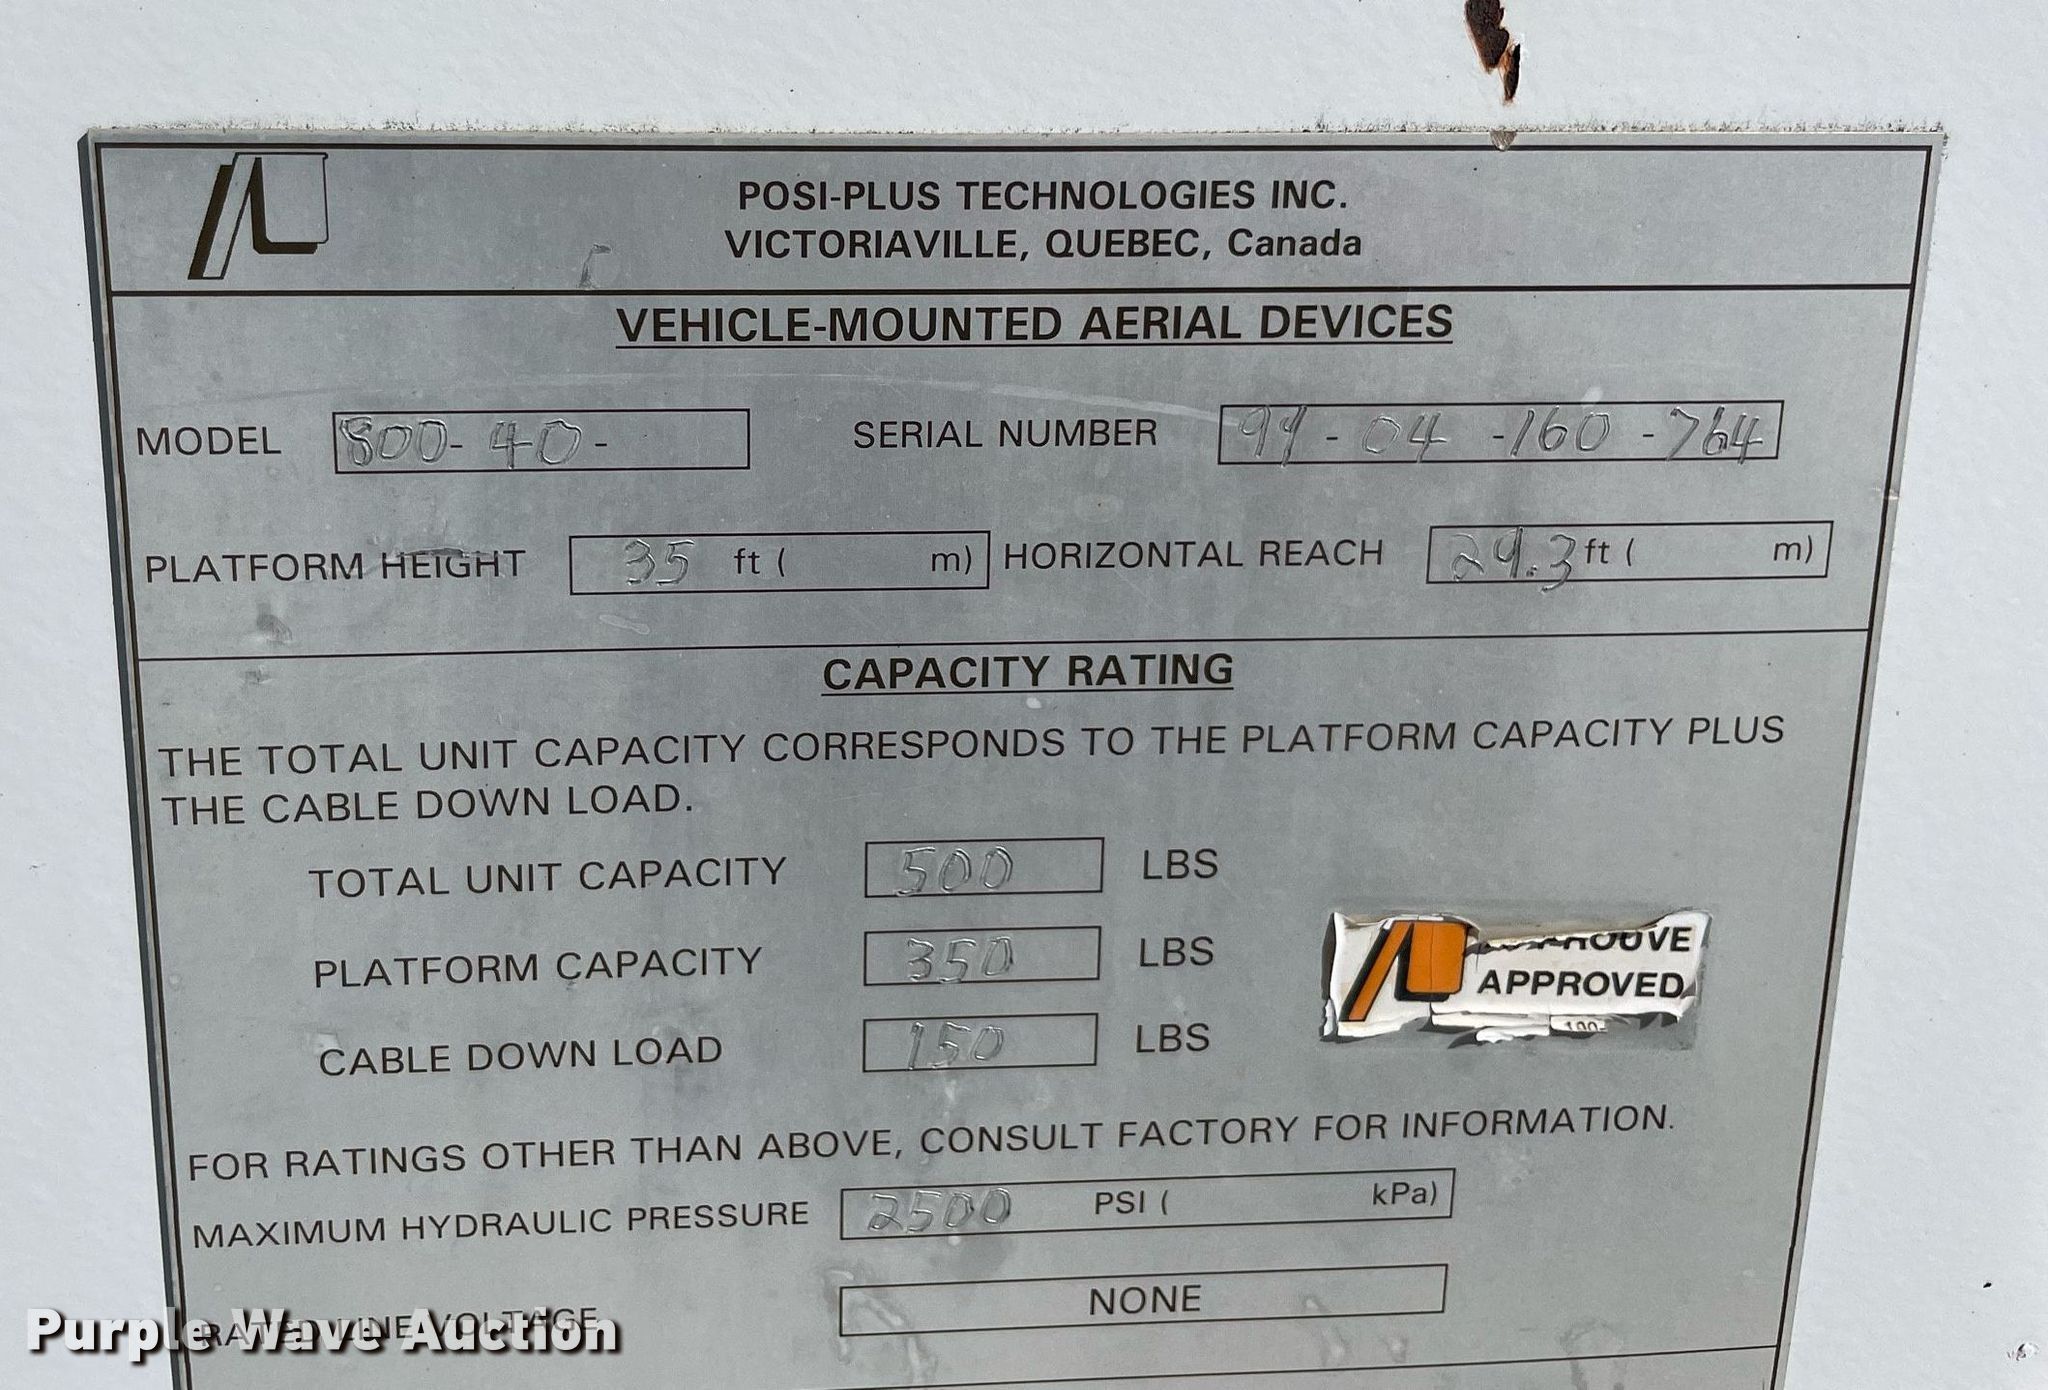 POSI-PLUS TECHNOLOGIES INC.
VICTORIAVILLE, QUEBEC, Canada
VEHICLE-MOUNTED AERIAL DEVICES
MODEL 800-40- SERIAL NUMBER 99-04-160-764
PLATFORM HEIGHT 35 ft ( m) HORIZONTAL REACH 29.3 ft ( m)
CAPACITY RATING
THE TOTAL UNIT CAPACITY CORRESPONDS TO THE PLATFORM CAPACITY PLUS
THE CABLE DOWN LOAD.
TOTAL UNIT CAPACITY 500 LBS
PLATFORM CAPACITY 350 LBS
CABLE DOWN LOAD 150 LBS
APPROVED
FOR RATINGS OTHER THAN ABOVE, CONSULT FACTORY FOR INFORMATION.
MAXIMUM HYDRAULIC PRESSURE 2500 PSI ( kPa)
RATED LINE VOLTAGE NONE
Purple Wave Auction